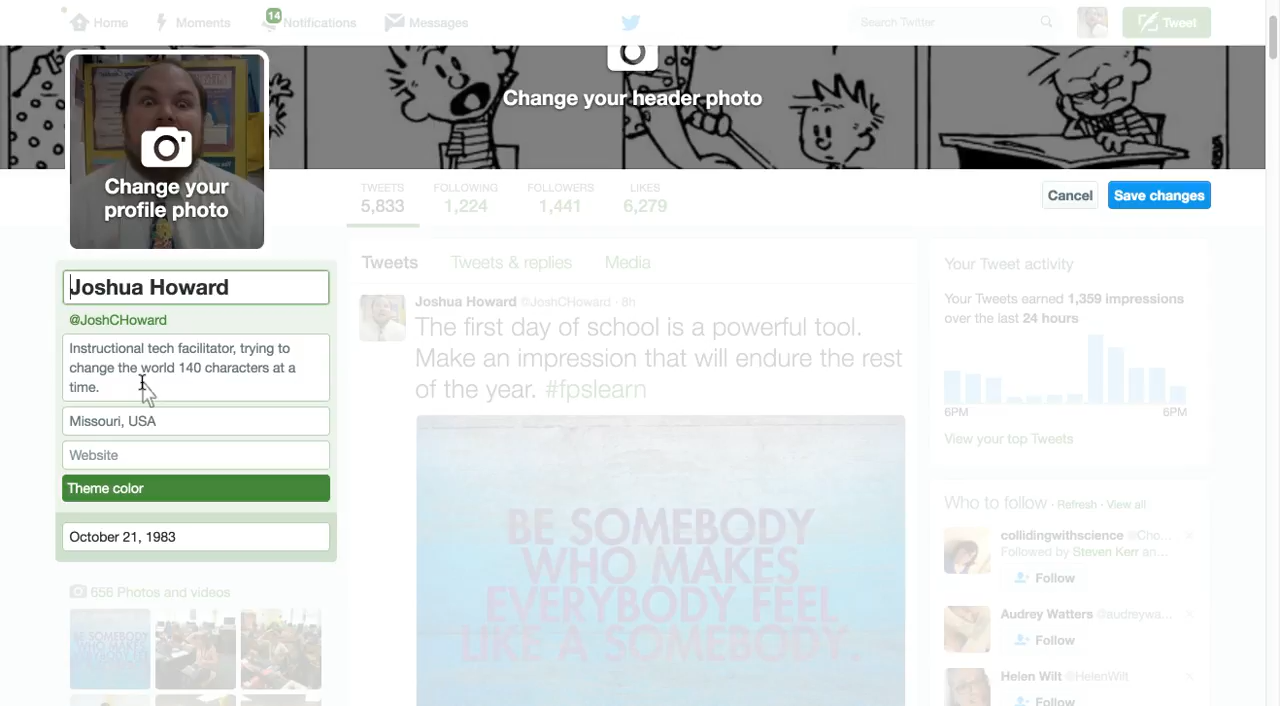 Home
Moments
14
Notifications
Messages
Search Twitter
Tweet
Change your header photo
Change your
profile photo
TWEETS
5,833
FOLLOWING
1,224
FOLLOWERS
1,441
LIKES
6,279
Cancel
Save changes
Joshua Howard
@JoshCHoward
Instructional tech facilitator, trying to
change the world 140 characters at a
time.
Missouri, USA
Website
Theme color
October 21, 1983
656 Photos and videos
Tweets
Tweets & replies
Media
Joshua Howard @JoshCHoward · 8h
The first day of school is a powerful tool.
Make an impression that will endure the rest
of the year. #fpslearn
BE SOMEBODY
WHO MAKES
EVERYBODY FEEL
LIKE A SOMEBODY.
Your Tweet activity
Your Tweets earned 1,359 impressions
over the last 24 hours
6PM
6PM
View your top Tweets
Who to follow · Refresh · View all
collidingwithscience @Cho...
Followed by Steven Kerr an...
Follow
Audrey Watters @audreywa...
Follow
Helen Wilt @HelenWilt
Follow